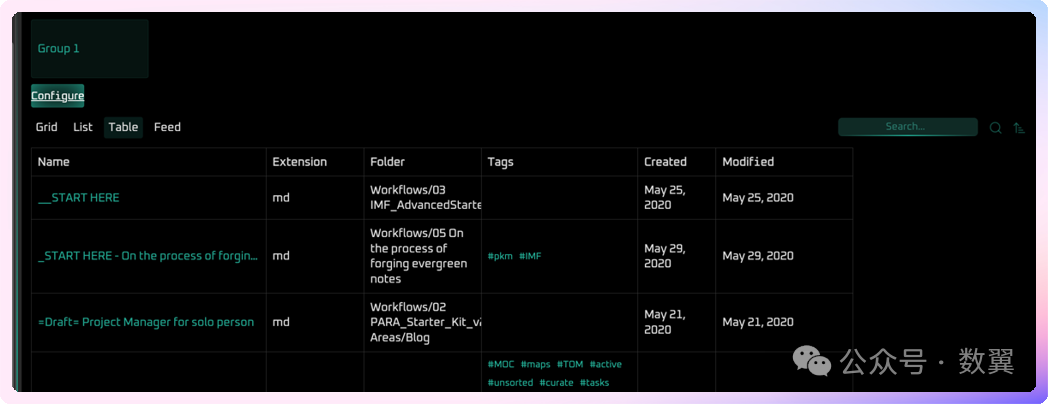 Group 1
Configure
Grid List Table Feed
Search...
Name Extension Folder Tags Created Modified
__START HERE md Workflows/03 IMF_AdvancedStarte May 25, 2020 May 25, 2020
_START HERE - On the process of forgin... md Workflows/05 On the process of forging evergreen notes #pkm #IMF May 29, 2020 May 29, 2020
=Draft= Project Manager for solo person md Workflows/02 PARA_Starter_Kit_v Areas/Blog May 21, 2020 May 21, 2020
#MOC #maps #TOM #active
#unsorted #curate #tasks
公众号 · 数翼